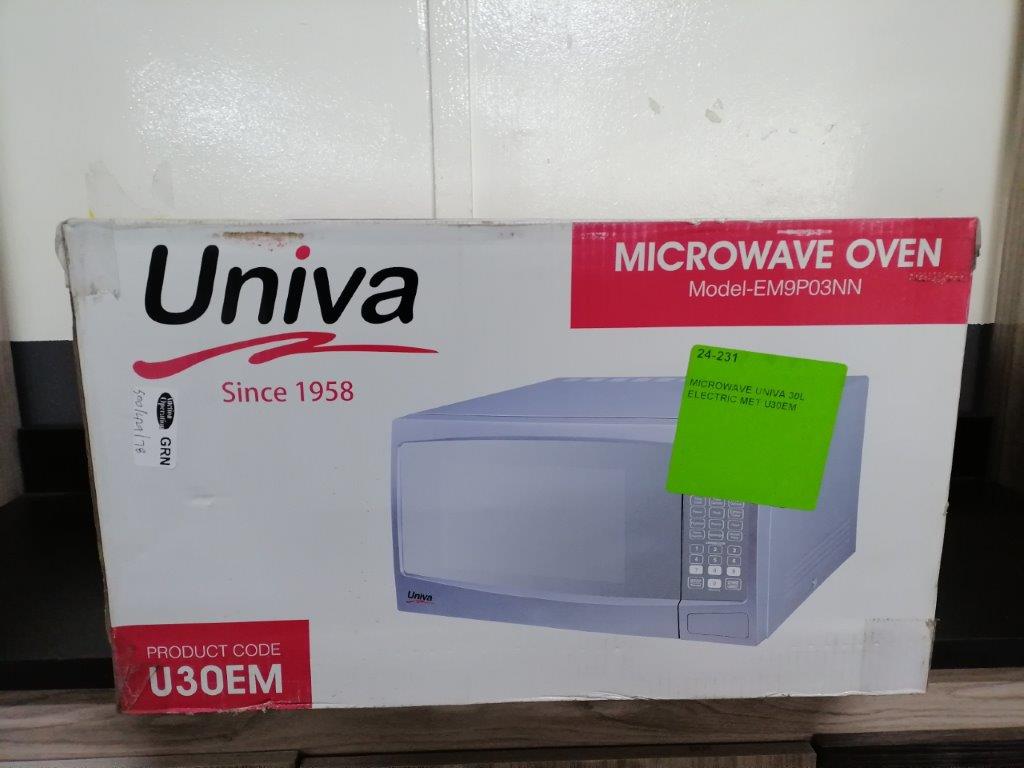 Univa
Since 1958
MICROWAVE OVEN
Model-EM9P03NN
24-231
MICROWAVE UNIVA 30L
ELECTRIC MET U30EM
GRN
Univa
PRODUCT CODE
U30EM